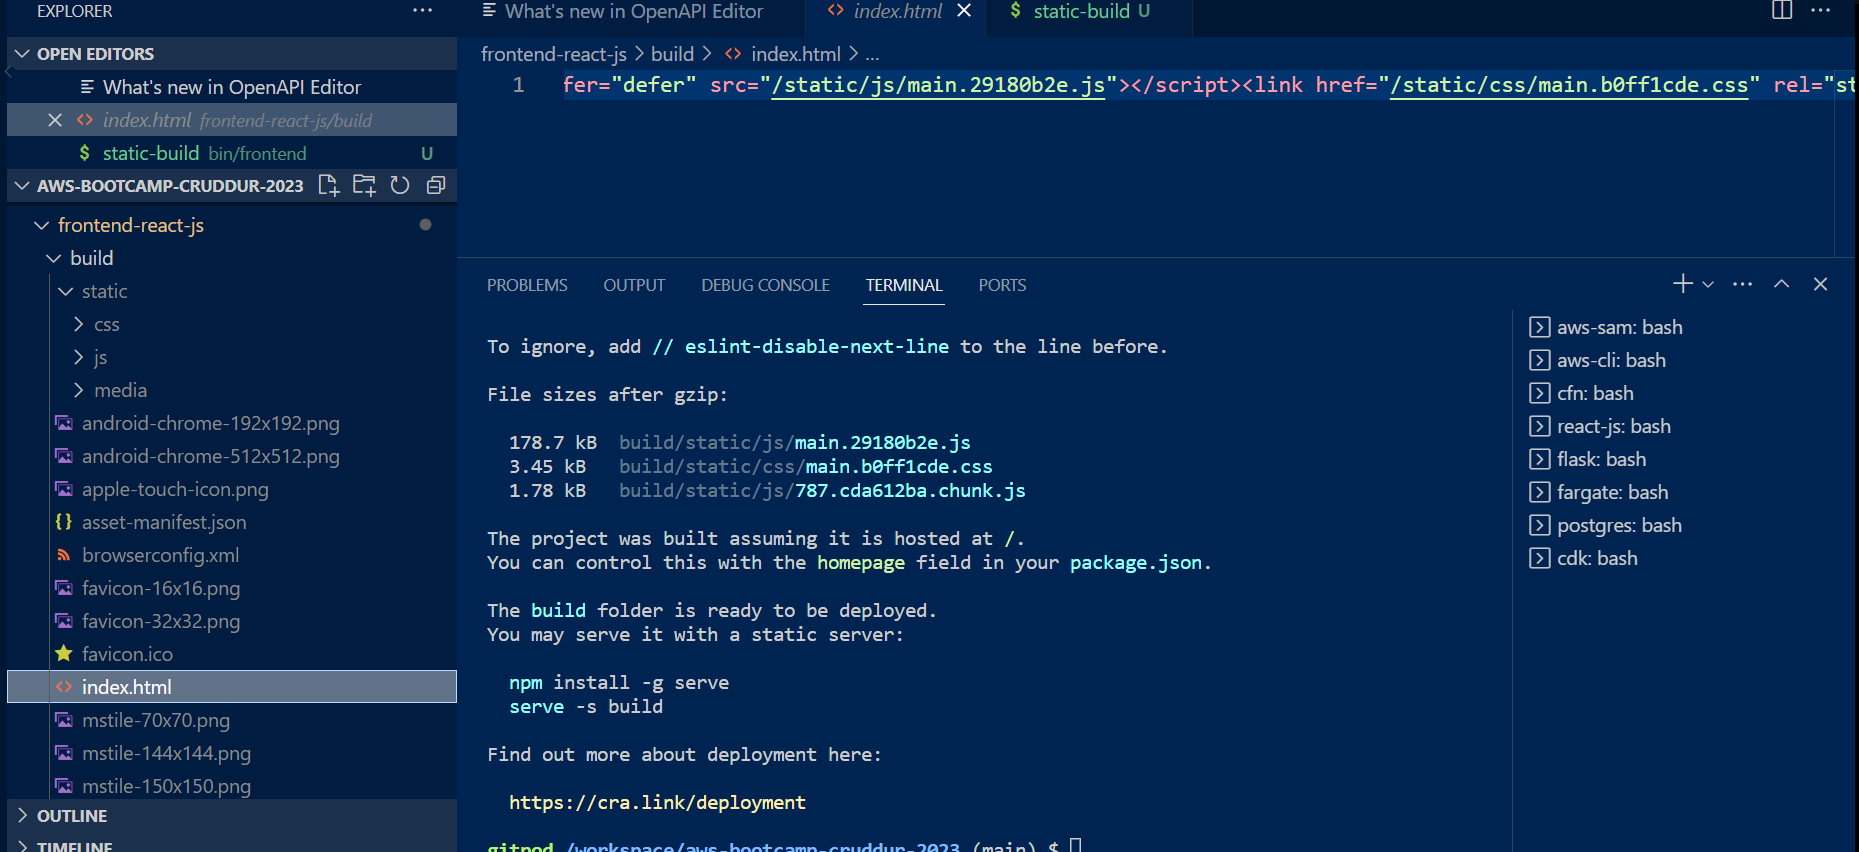 EXPLORER
OPEN EDITORS
What's new in OpenAPI Editor
index.html frontend-react-js/build
static-build bin/frontend U
AWS-BOOTCAMP-CRUDDUR-2023
frontend-react-js
build
static
css
js
media
android-chrome-192x192.png
android-chrome-512x512.png
apple-touch-icon.png
asset-manifest.json
browserconfig.xml
favicon-16x16.png
favicon-32x32.png
favicon.ico
index.html
mstile-70x70.png
mstile-144x144.png
mstile-150x150.png
OUTLINE
TIMELINE
What's new in OpenAPI Editor
index.html
$ static-build U
frontend-react-js > build > index.html > ...
1 fer="defer" src="/static/js/main.29180b2e.js"></script><link href="/static/css/main.b0ff1cde.css" rel="st
PROBLEMS OUTPUT DEBUG CONSOLE TERMINAL PORTS
To ignore, add // eslint-disable-next-line to the line before.
File sizes after gzip:
178.7 kB build/static/js/main.29180b2e.js
3.45 kB build/static/css/main.b0ff1cde.css
1.78 kB build/static/js/787.cda612ba.chunk.js
The project was built assuming it is hosted at /.
You can control this with the homepage field in your package.json.
The build folder is ready to be deployed.
You may serve it with a static server:
npm install -g serve
serve -s build
Find out more about deployment here:
https://cra.link/deployment
gitpod /workspace/aws-bootcamp-cruddur-2023 (main) $
aws-sam: bash
aws-cli: bash
cfn: bash
react-js: bash
flask: bash
fargate: bash
postgres: bash
cdk: bash